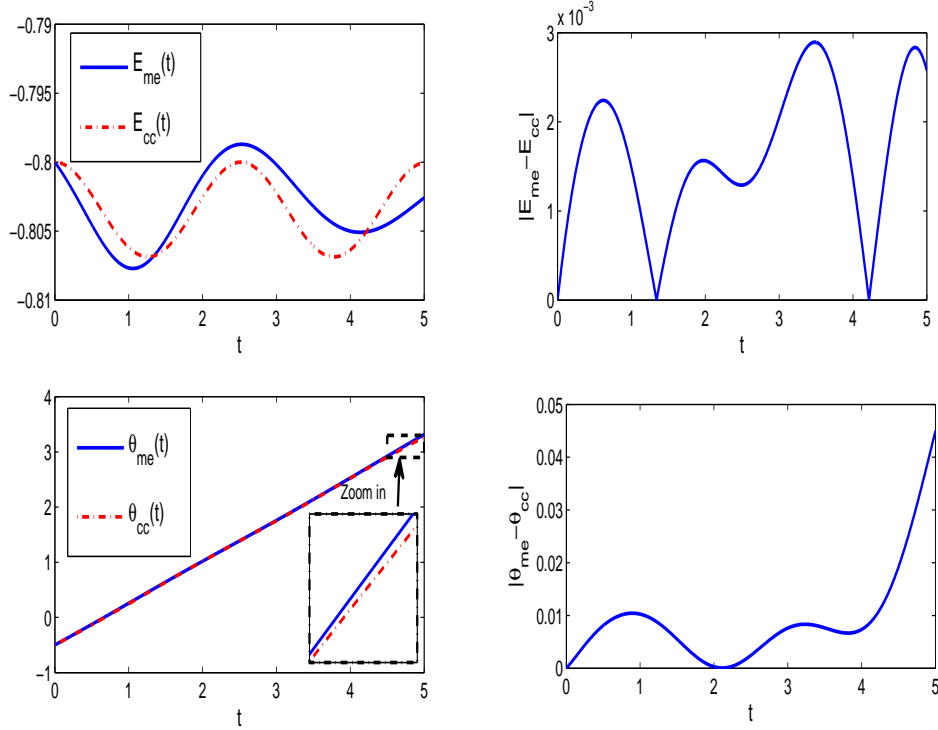 −0.79
−0.795
−0.8
−0.805
−0.81
E_me(t)
E_cc(t)
0 1 2 3 4 5
t
x 10^−3
3
2
1
0
|E_me−E_cc|
0 1 2 3 4 5
t
4
3
2
1
0
−1
θ_me(t)
θ_cc(t)
Zoom in
0 1 2 3 4 5
t
0.05
0.04
0.03
0.02
0.01
0
|θ_me−θ_cc|
0 1 2 3 4 5
t